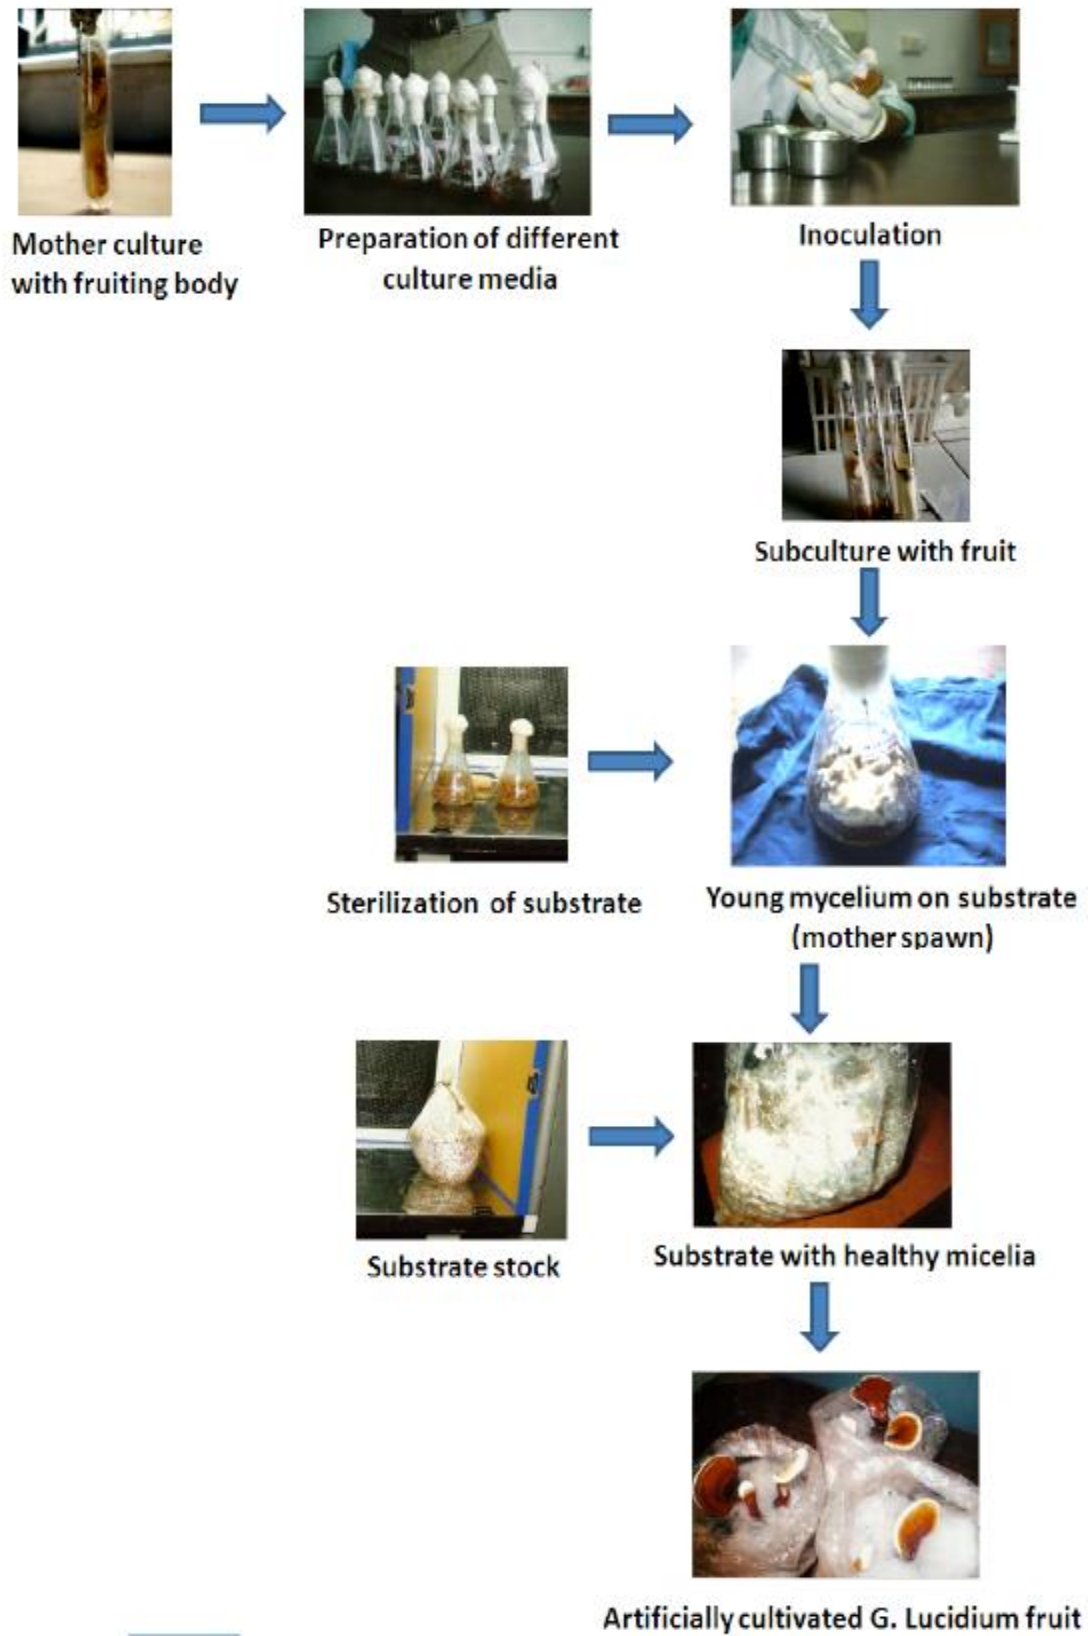 Mother culture
with fruiting body
Preparation of different
culture media
Inoculation
Subculture with fruit
Sterilization of substrate
Young mycelium on substrate
(mother spawn)
Substrate stock
Substrate with healthy micelia
Artificially cultivated G. Lucidium fruit